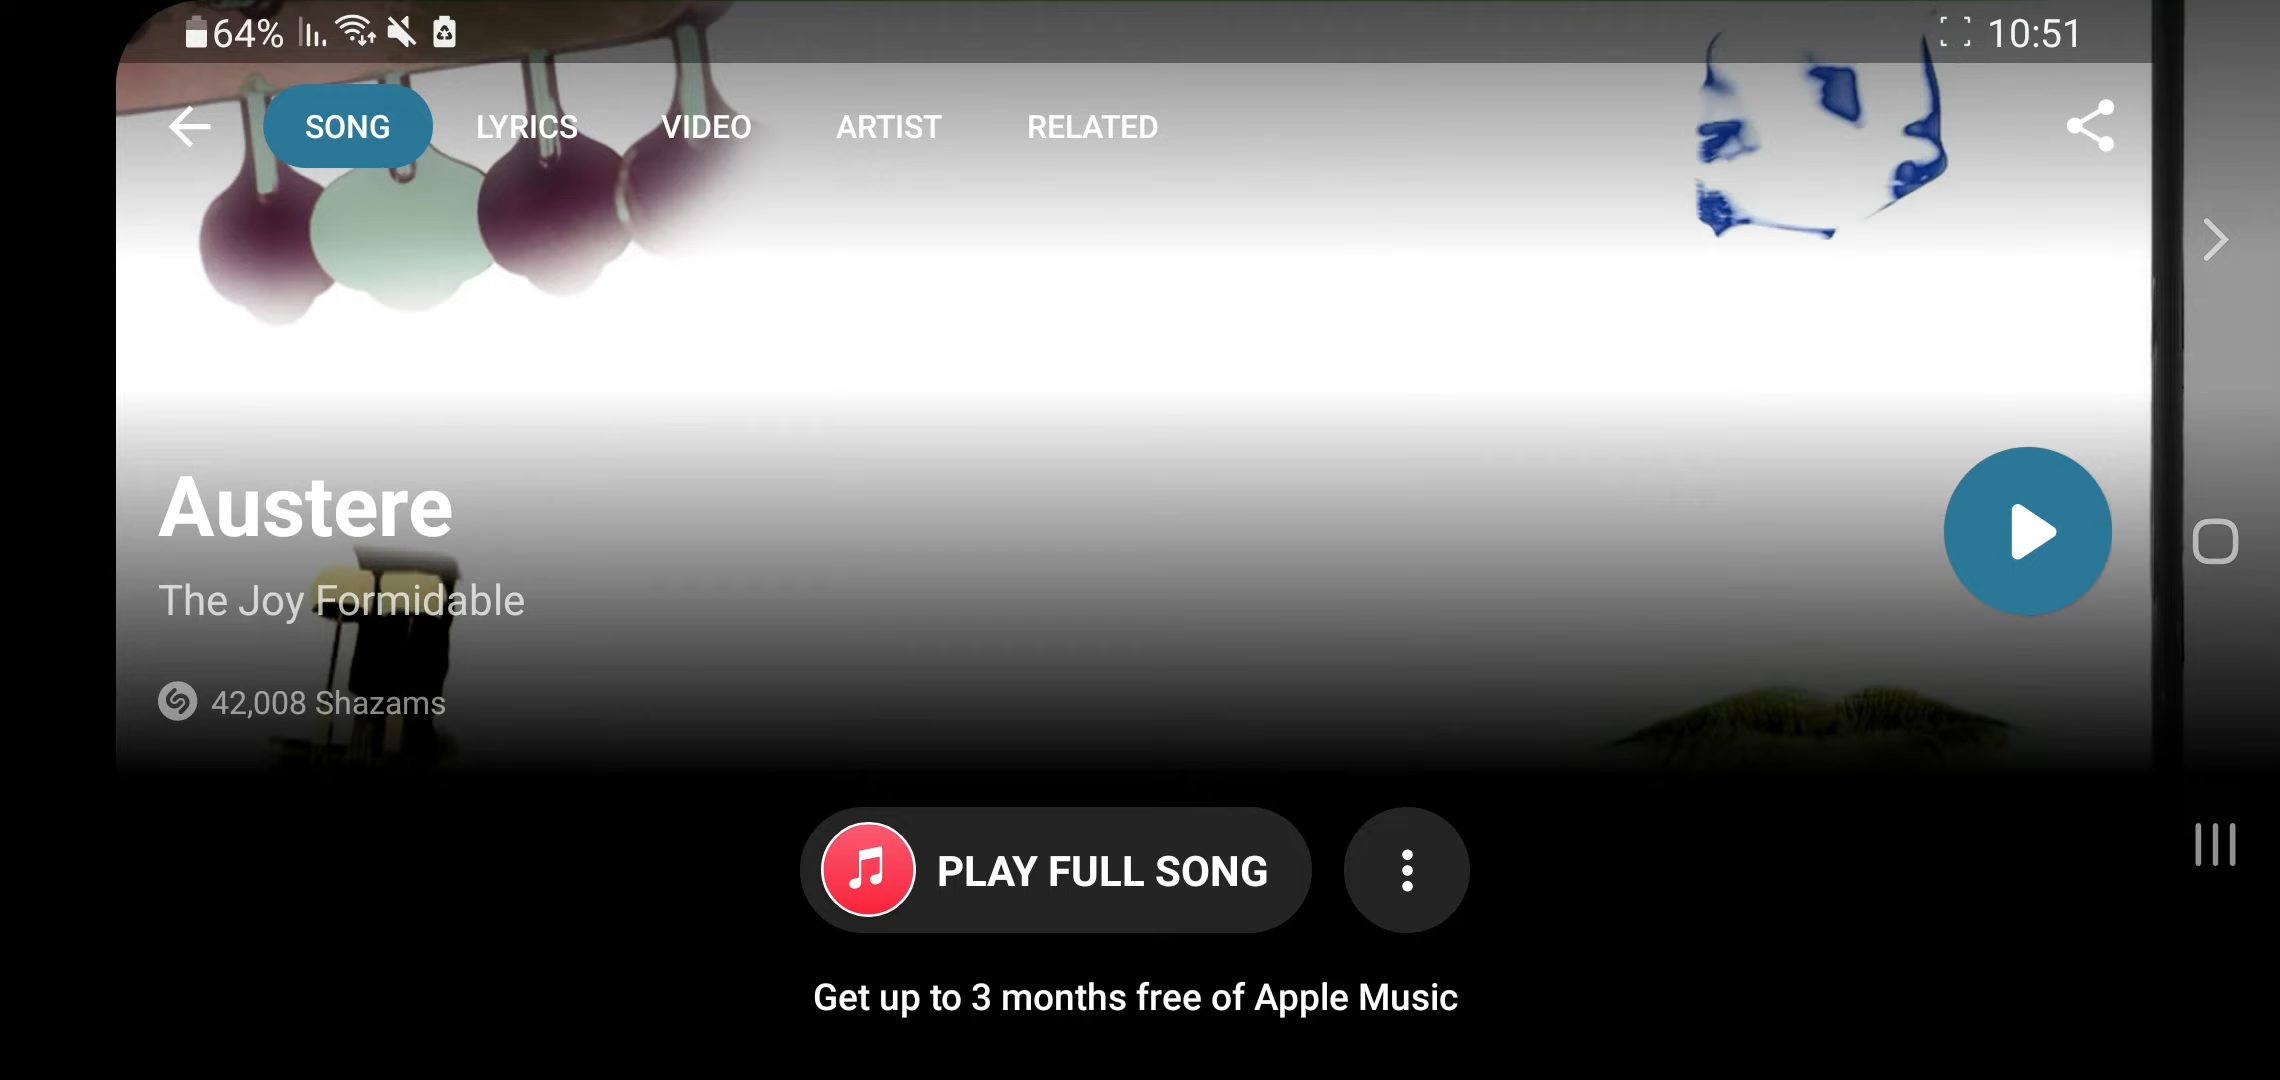 64% 10:51
SONG LYRICS VIDEO ARTIST RELATED
Austere
The Joy Formidable
42,008 Shazams
PLAY FULL SONG
Get up to 3 months free of Apple Music